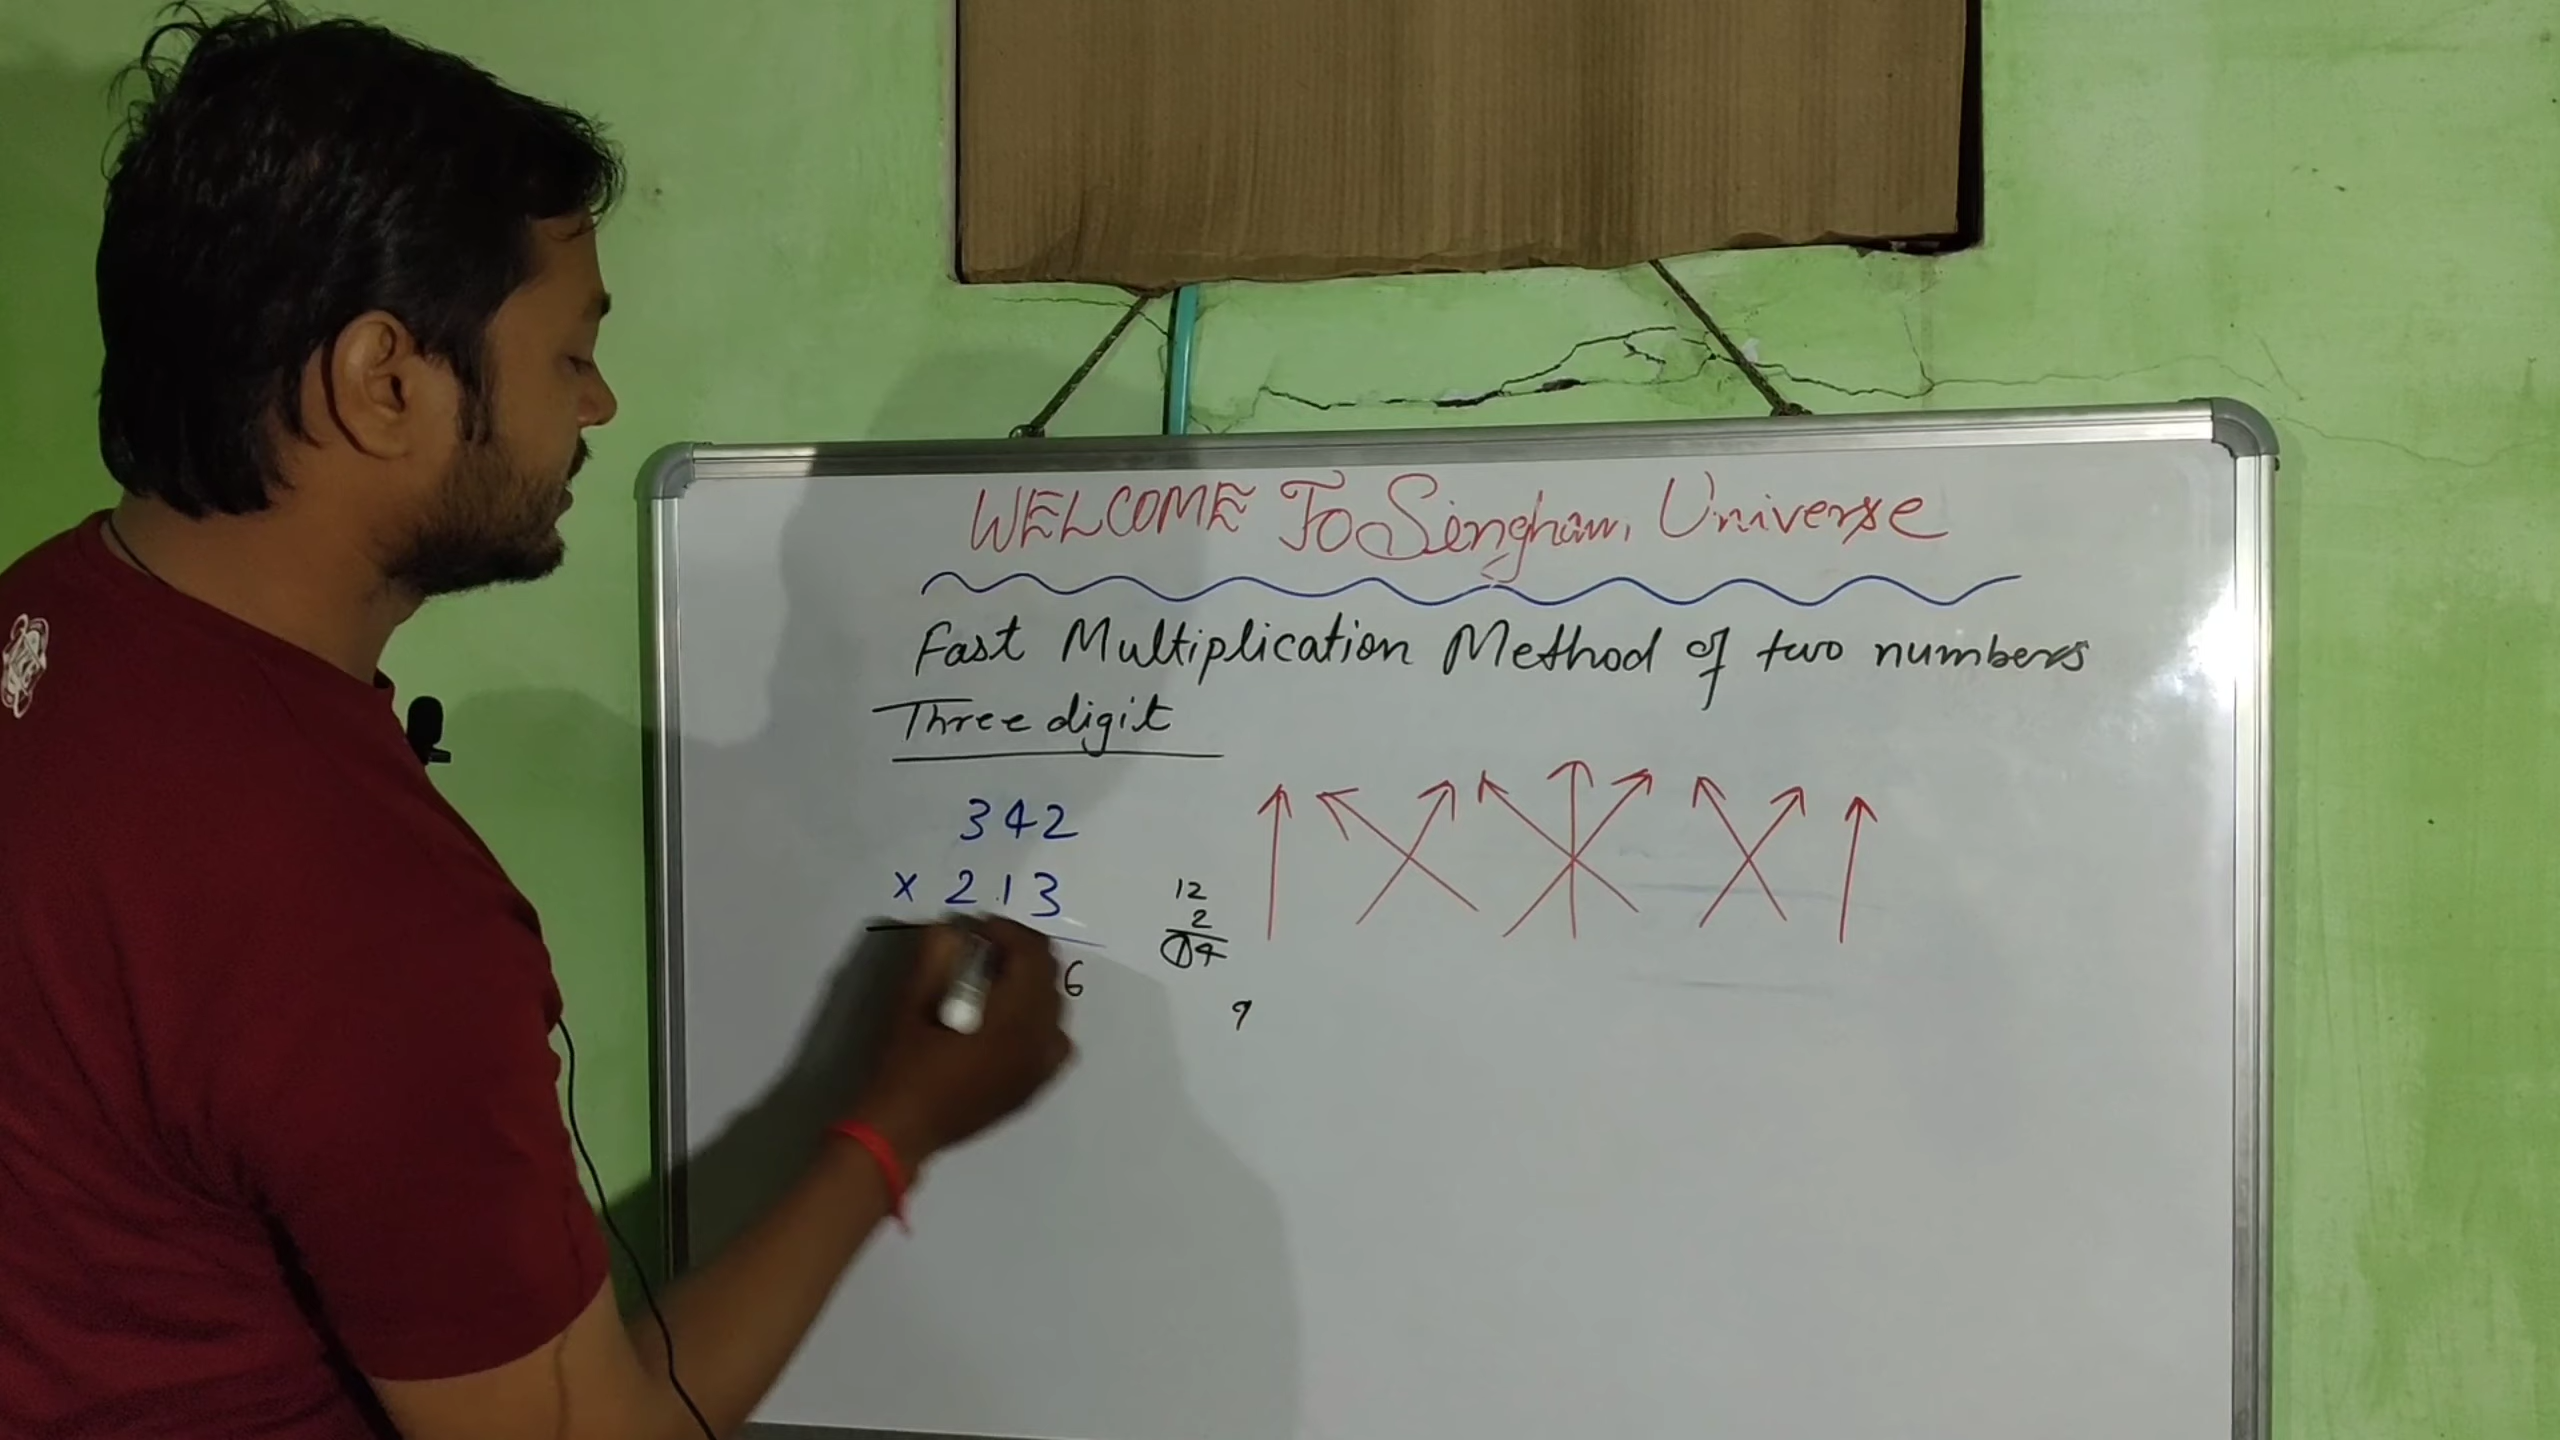 WELCOME To Singham Universe
Fast Multiplication Method of two numbers
Three digit
342
x 213
6
12
2
14
9